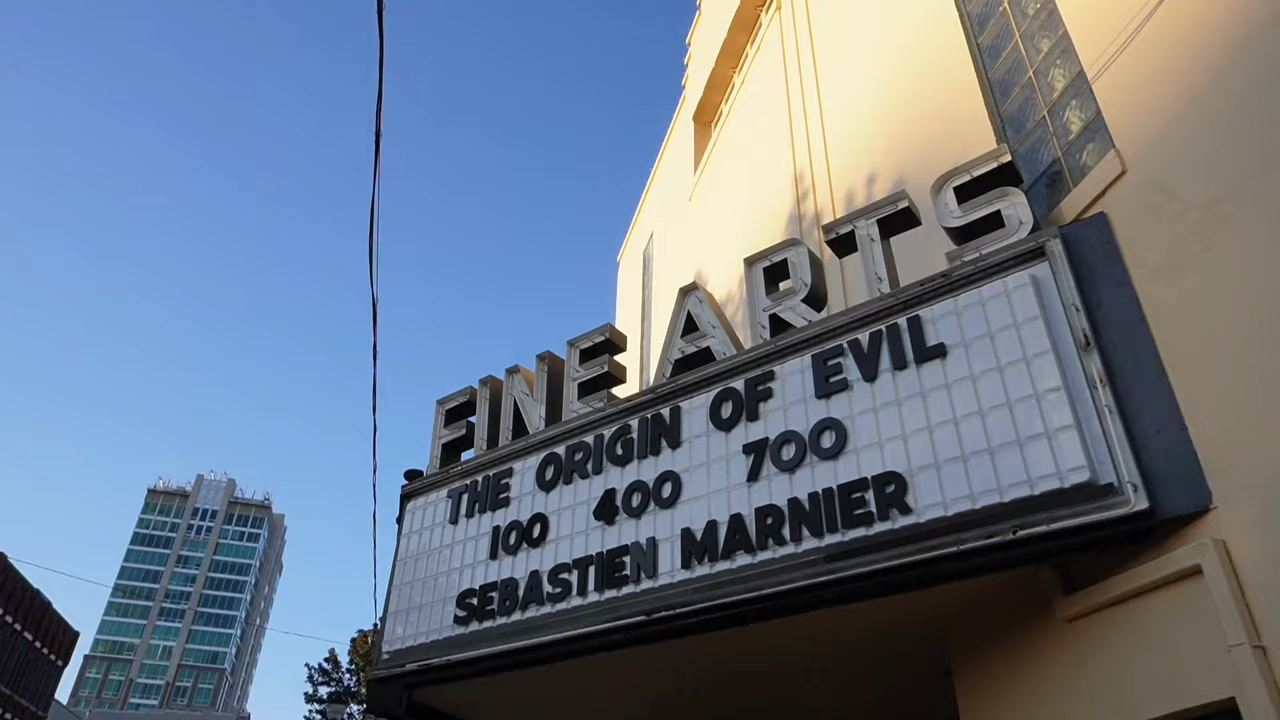 FINE ARTS
THE ORIGIN OF EVIL
100 400 700
SEBASTIEN MARNIER